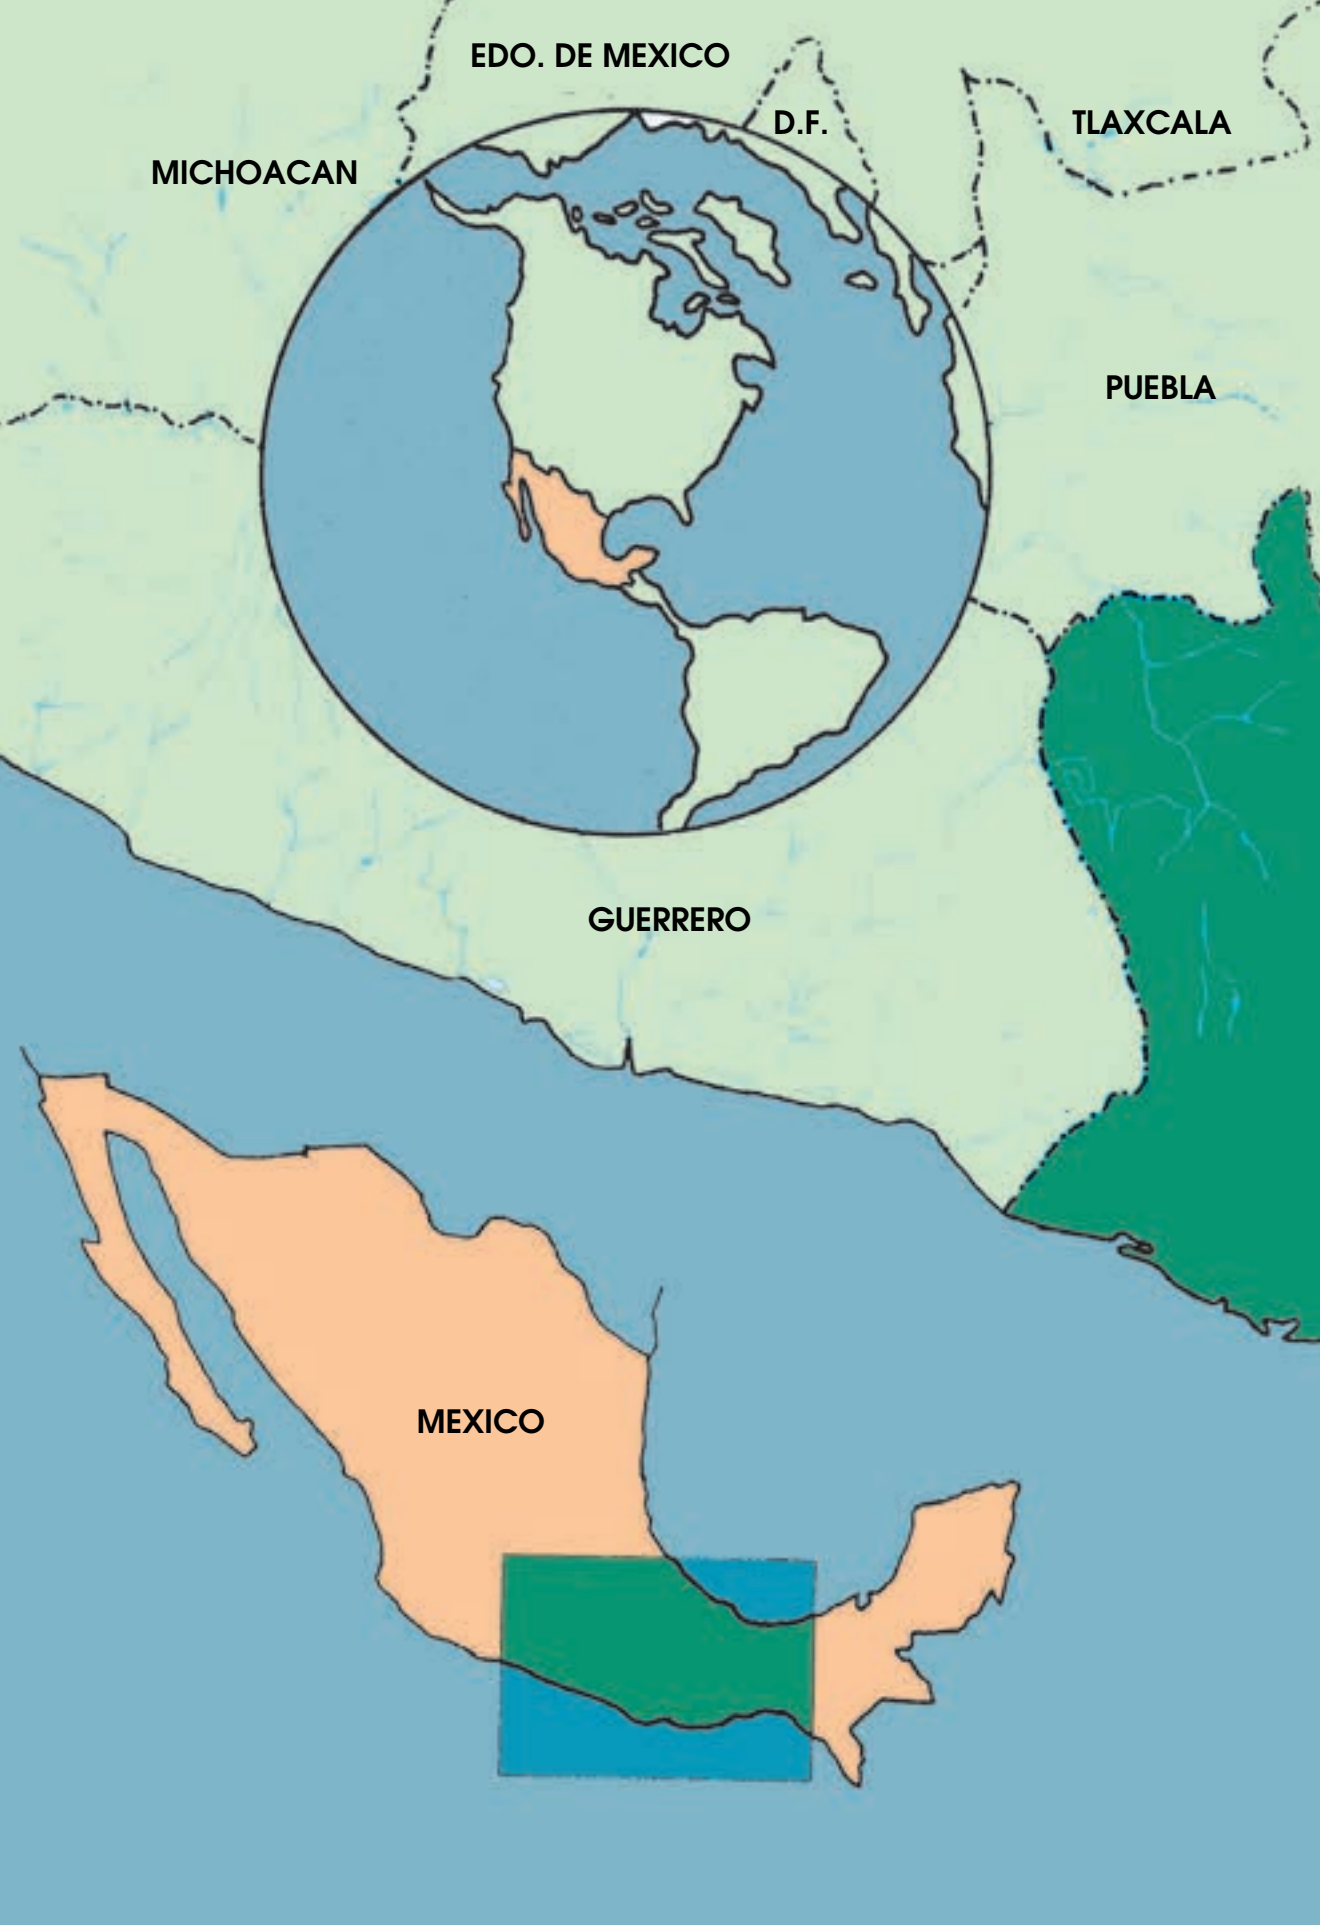 EDO. DE MEXICO
D.F.
TLAXCALA
MICHOACAN
PUEBLA
GUERRERO
MEXICO